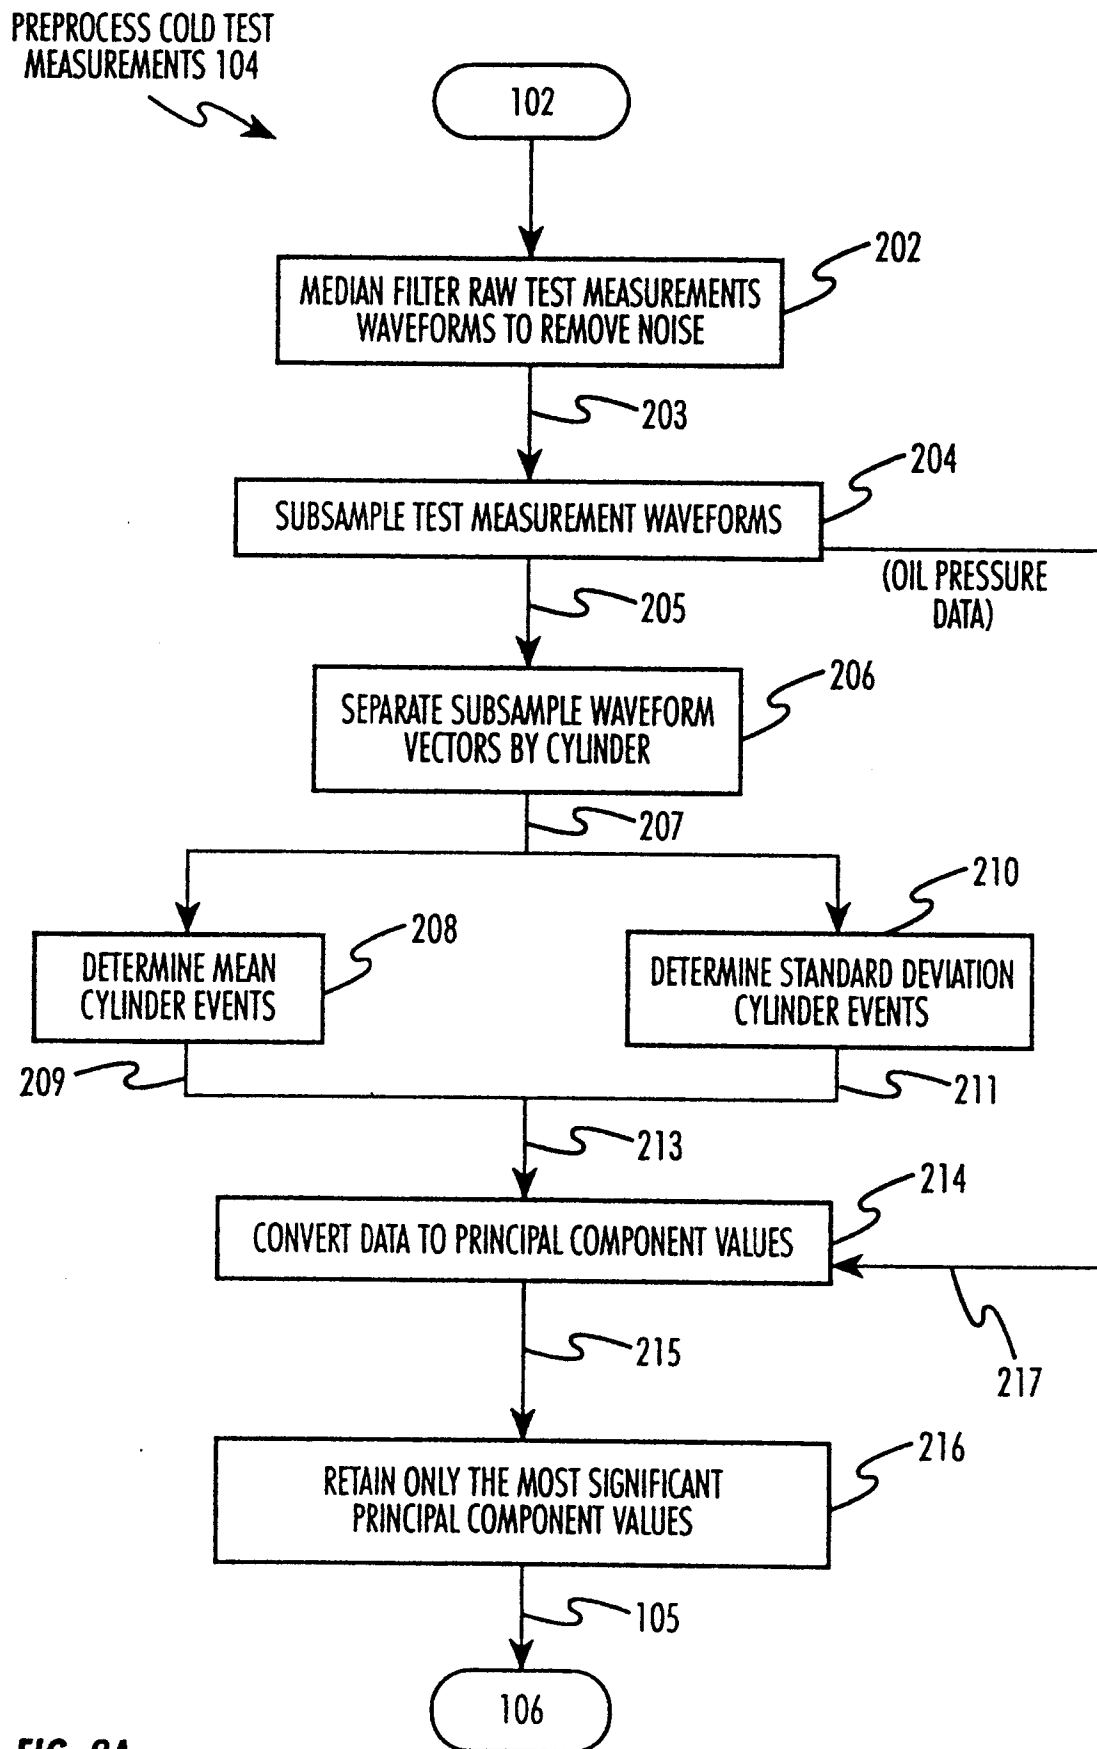 PREPROCESS COLD TEST
MEASUREMENTS 104
102
202
MEDIAN FILTER RAW TEST MEASUREMENTS
WAVEFORMS TO REMOVE NOISE
203
204
SUBSAMPLE TEST MEASUREMENT WAVEFORMS
(OIL PRESSURE
DATA)
205
206
SEPARATE SUBSAMPLE WAVEFORM
VECTORS BY CYLINDER
207
210
208
DETERMINE MEAN
CYLINDER EVENTS
DETERMINE STANDARD DEVIATION
CYLINDER EVENTS
209
211
213
214
CONVERT DATA TO PRINCIPAL COMPONENT VALUES
215
217
216
RETAIN ONLY THE MOST SIGNIFICANT
PRINCIPAL COMPONENT VALUES
105
106